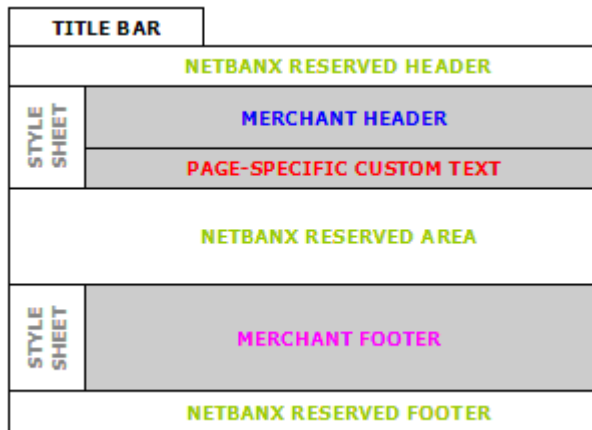 TITLE BAR
NETBANX RESERVED HEADER
STYLE
SHEET
MERCHANT HEADER
PAGE-SPECIFIC CUSTOM TEXT
NETBANX RESERVED AREA
STYLE
SHEET
MERCHANT FOOTER
NETBANX RESERVED FOOTER